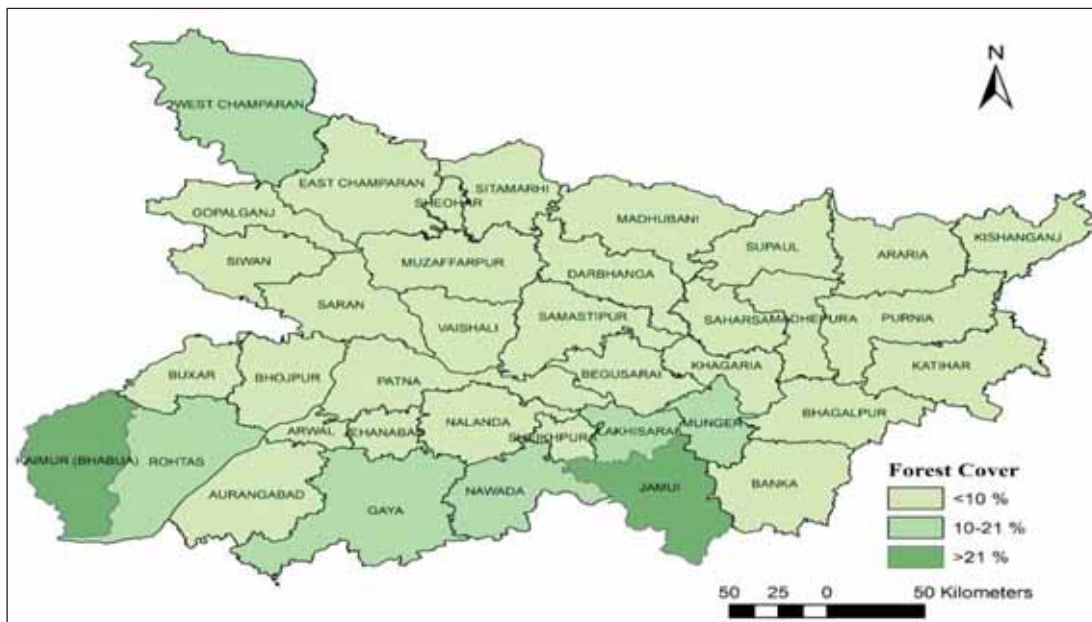 N
WEST CHAMPARAN
EAST CHAMPARAN
SHEOHAR
SITAMARHI
GOPALGANJ
MADHUBANI
SUPAUL
ARARIA
KISHANGANJ
SIWAN
MUZAFFARPUR
DARBHANGA
SARAN
VAISHALI
SAMASTIPUR
SAHARSA
MADHEPURA
PURNIA
BUXAR
BHOJPUR
PATNA
BEGUSARAI
KHAGARIA
KATIHAR
BHAGALPUR
ARWAL
EHANABAD
NALANDA
SHEIKHPURA
LAKHISARAI
MUNGER
KAIMUR (BHABUA)
ROHTAS
AURANGABAD
GAYA
NAWADA
JAMUI
BANKA
Forest Cover
<10 %
10-21 %
>21 %
50 25 0 50 Kilometers